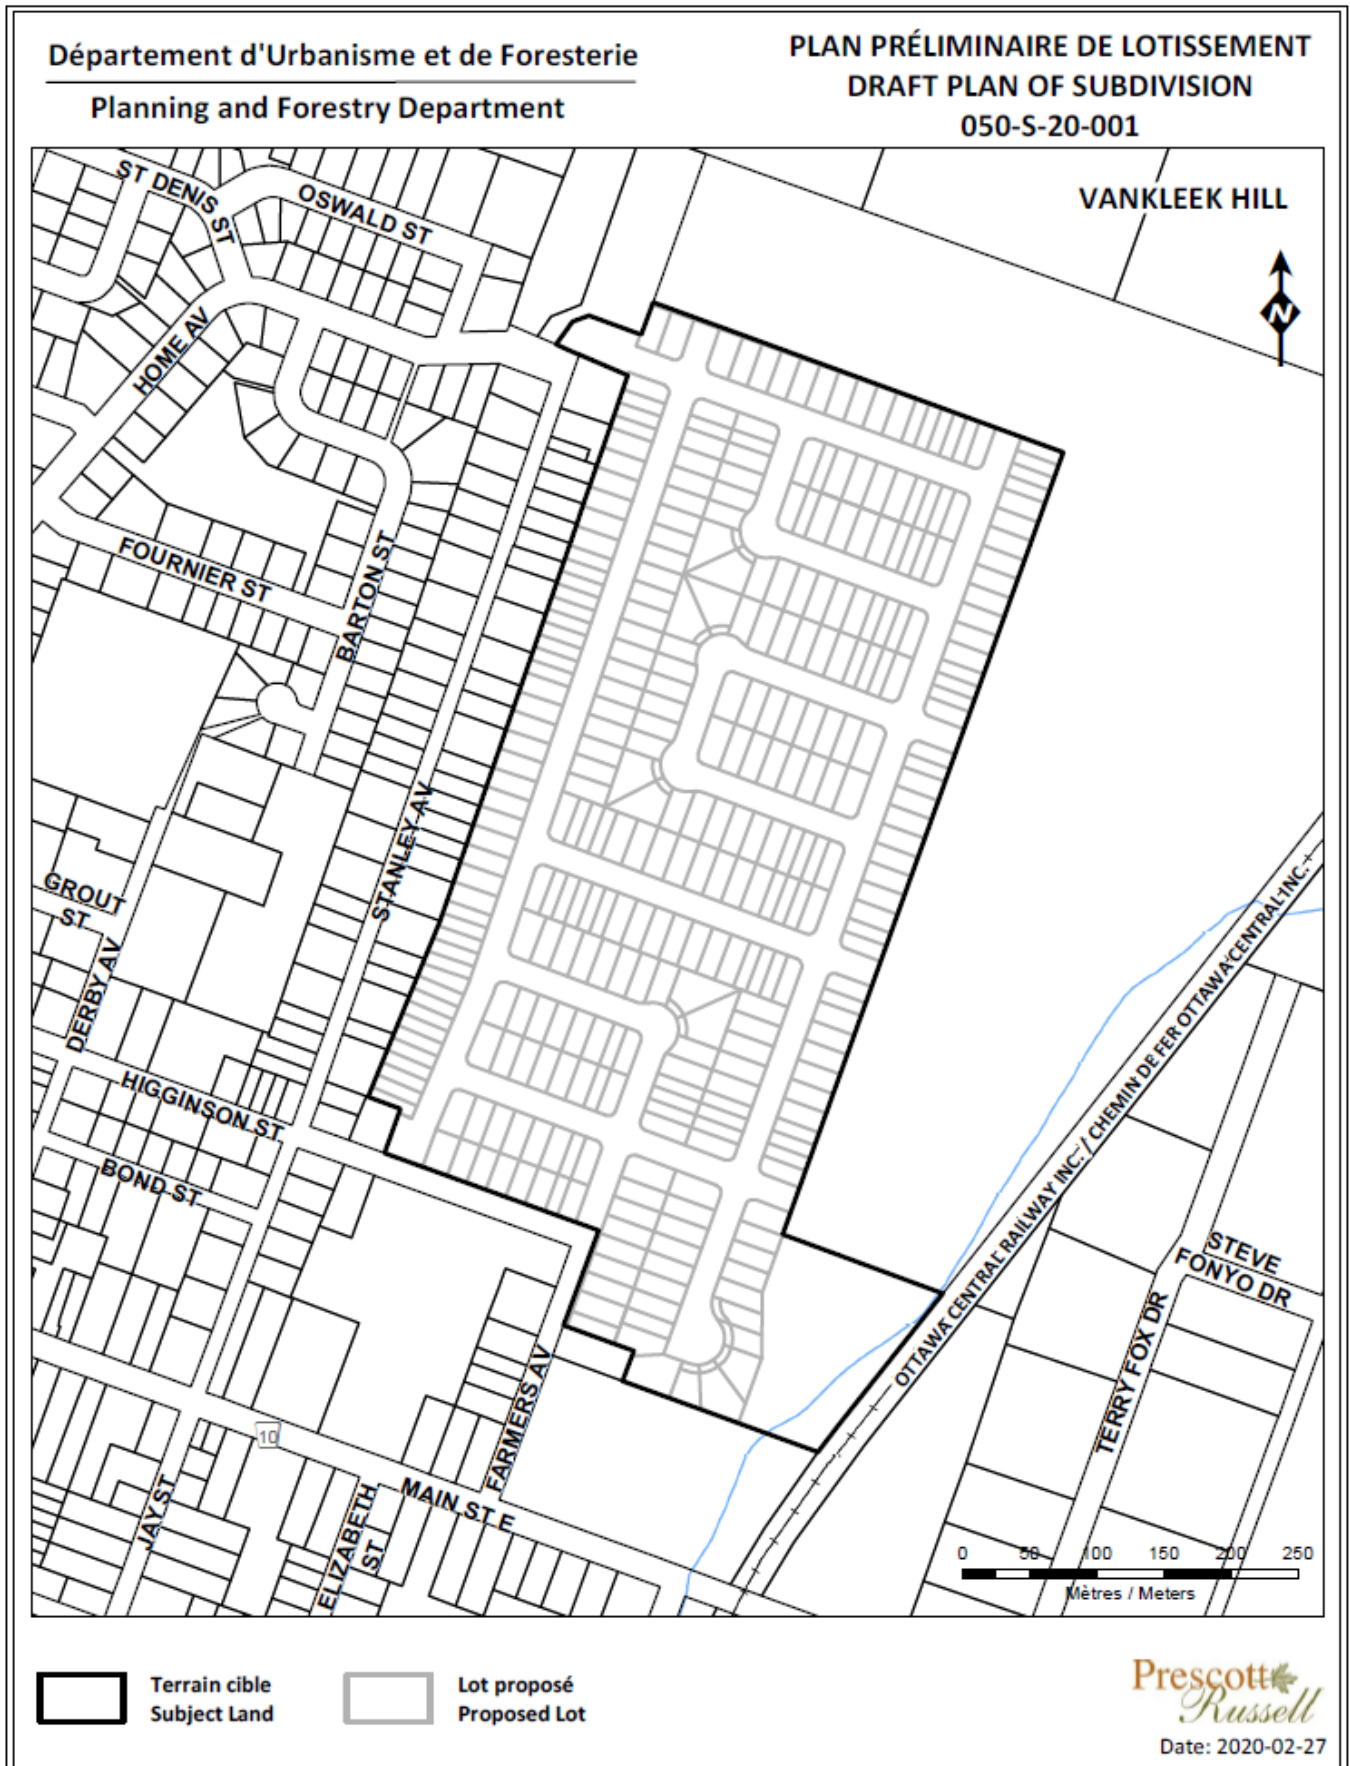 Département d'Urbanisme et de Foresterie
Planning and Forestry Department
PLAN PRÉLIMINAIRE DE LOTISSEMENT
DRAFT PLAN OF SUBDIVISION
050-S-20-001
VANKLEEK HILL
N
ST DENIS ST
OSWALD ST
HOME AV
FOURNIER ST
BARTON ST
STANLEY AV
GROUT
ST
DERBY AV
HIGGINSON ST
BOND ST
OTTAWA CENTRAL RAILWAY INC. / CHEMIN DE FER OTTAWA CENTRAL INC.
STEVE
FONYO DR
TERRY FOX DR
FARMERS AV
10
MAIN ST E
JAY ST
ELIZABETH
ST
0 50 100 150 200 250
Mètres / Meters
Terrain cible
Subject Land
Lot proposé
Proposed Lot
Prescott
Russell
Date: 2020-02-27